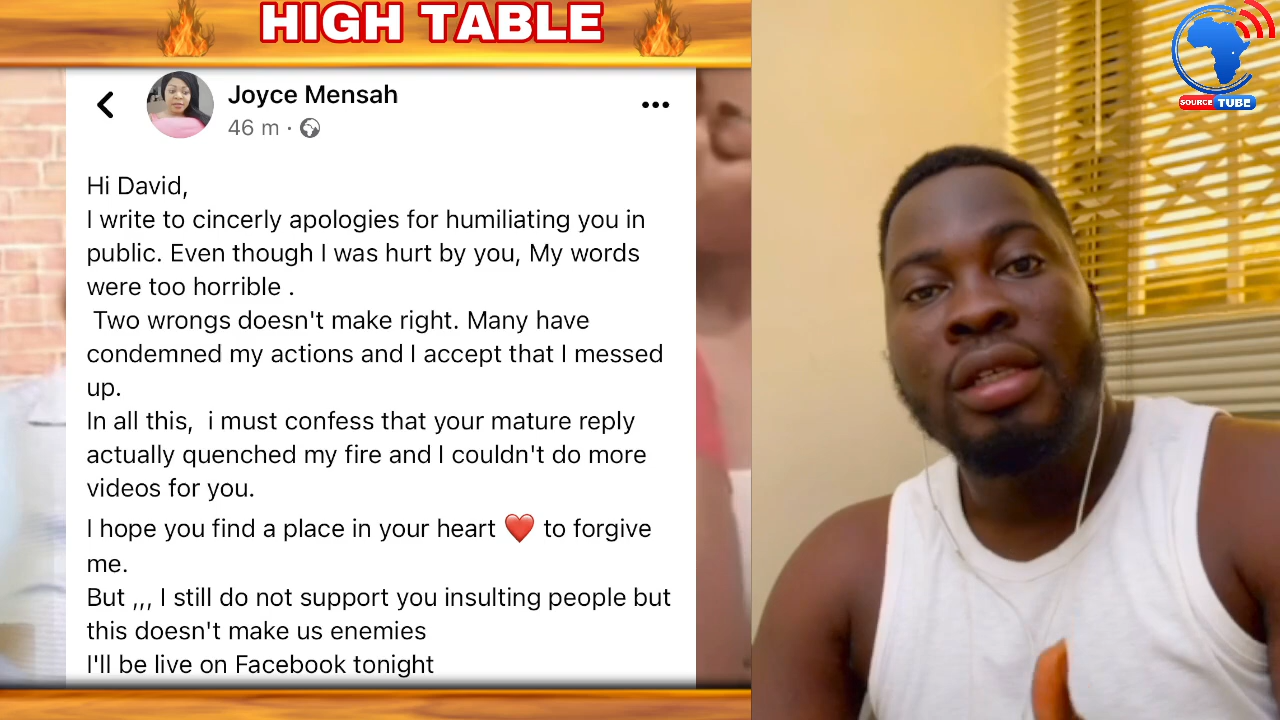 HIGH TABLE
Joyce Mensah
46 m ·
Hi David,
I write to cincerly apologies for humiliating you in
public. Even though I was hurt by you, My words
were too horrible .
Two wrongs doesn't make right. Many have
condemned my actions and I accept that I messed
up.
In all this,  i must confess that your mature reply
actually quenched my fire and I couldn't do more
videos for you.
I hope you find a place in your heart ❤️ to forgive
me.
But ,,, I still do not support you insulting people but
this doesn't make us enemies
I'll be live on Facebook tonight
SOURCE TUBE